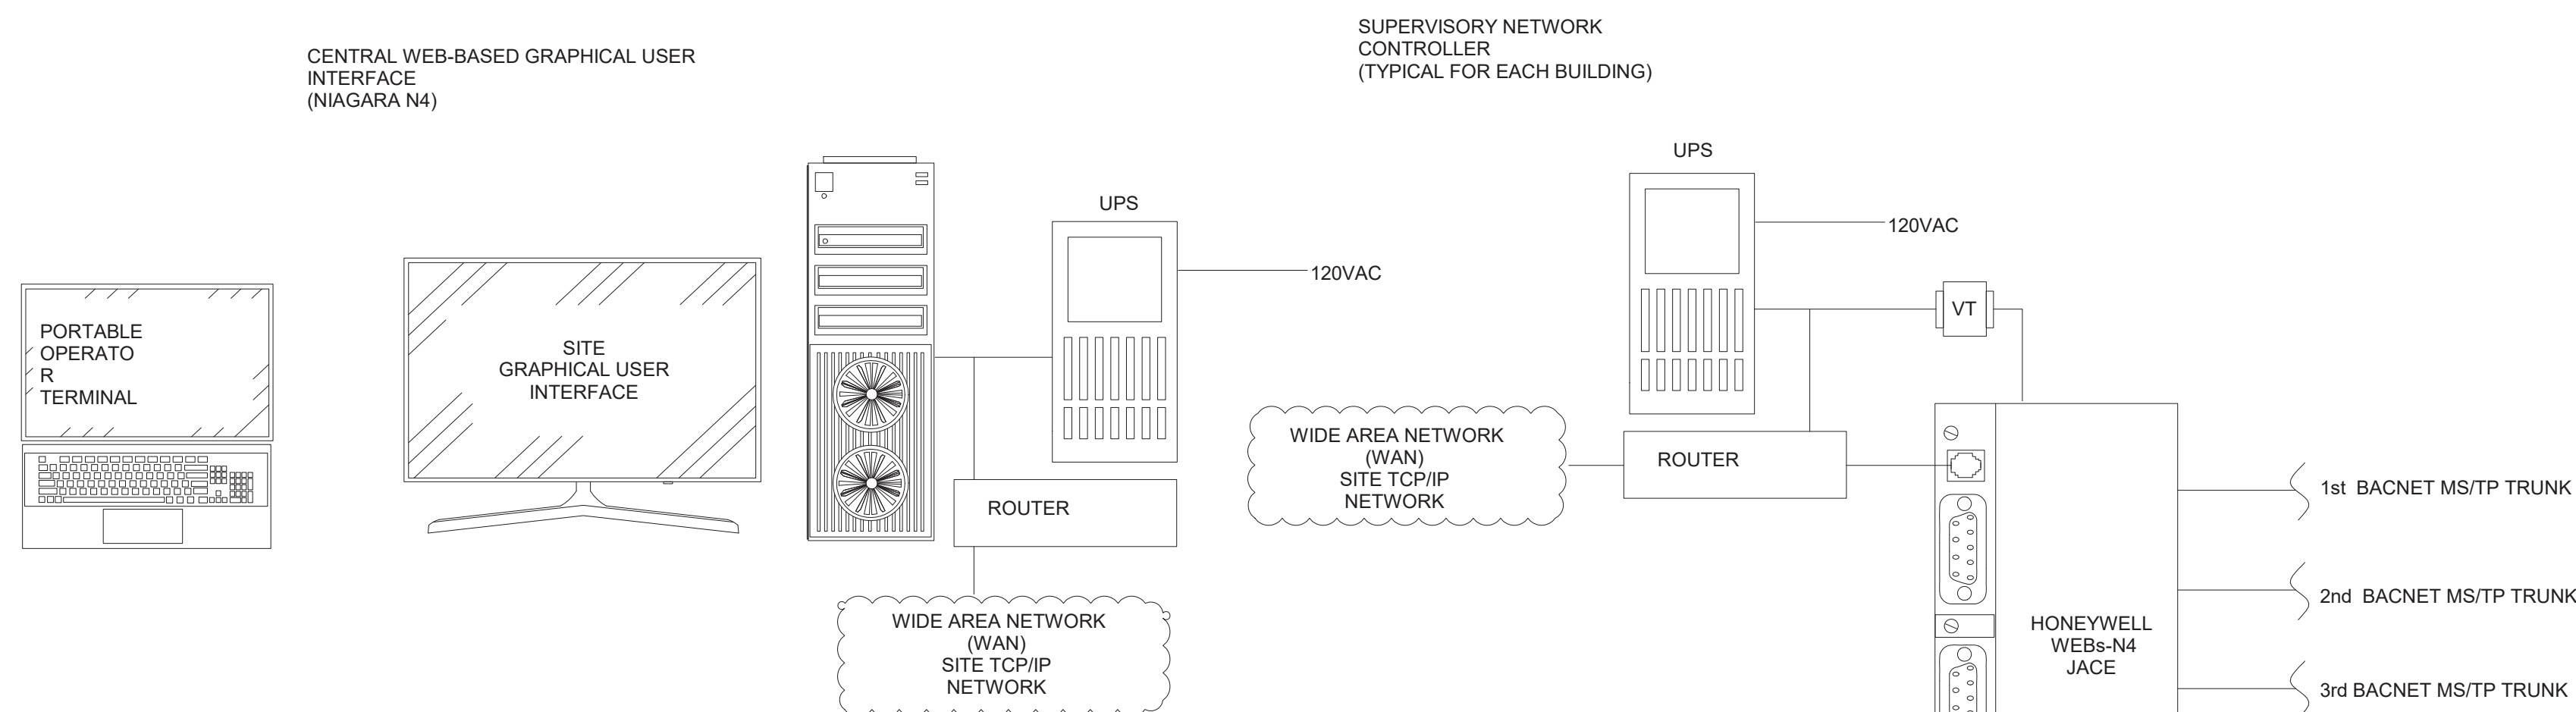 CENTRAL WEB-BASED GRAPHICAL USER
INTERFACE
(NIAGARA N4)
SUPERVISORY NETWORK
CONTROLLER
(TYPICAL FOR EACH BUILDING)
PORTABLE
OPERATO
R
TERMINAL
SITE
GRAPHICAL USER
INTERFACE
UPS
120VAC
ROUTER
WIDE AREA NETWORK
(WAN)
SITE TCP/IP
NETWORK
WIDE AREA NETWORK
(WAN)
SITE TCP/IP
NETWORK
UPS
120VAC
VT
ROUTER
HONEYWELL
WEBs-N4
JACE
1st BACNET MS/TP TRUNK
2nd BACNET MS/TP TRUNK
3rd BACNET MS/TP TRUNK